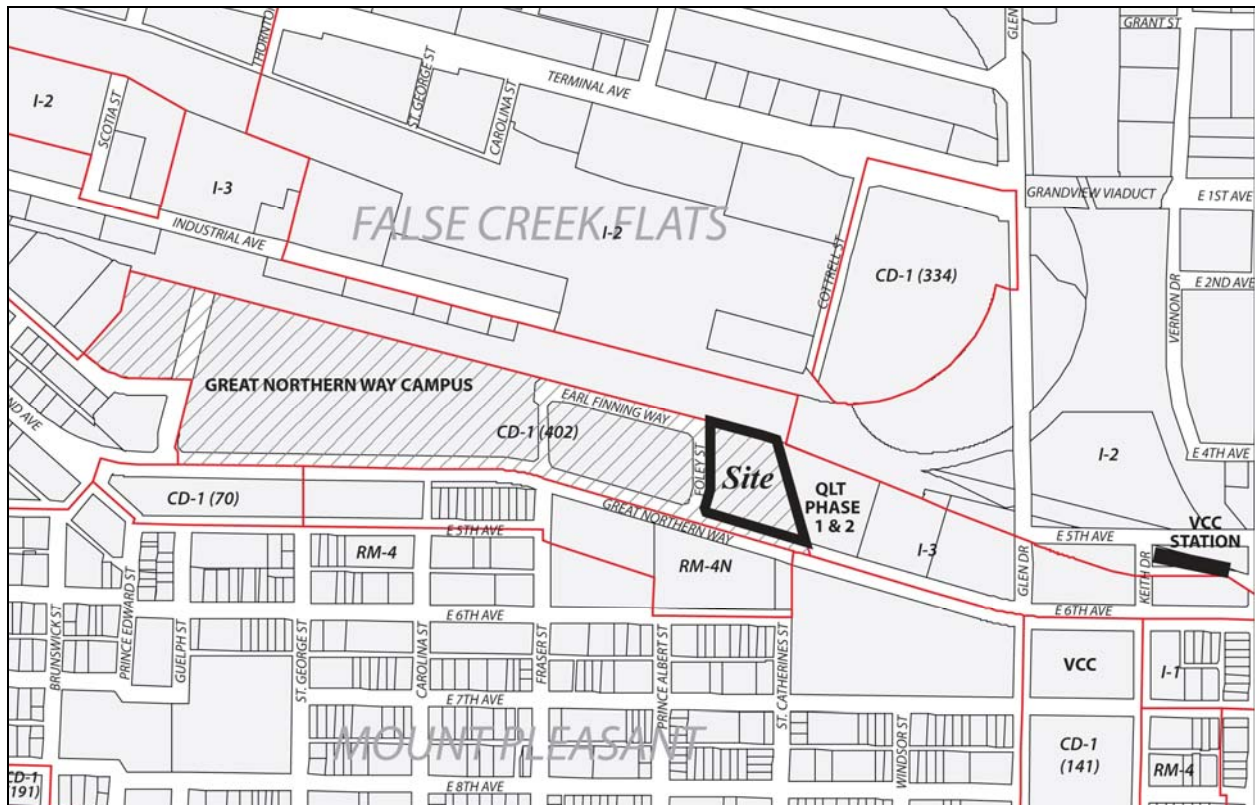 GRANT ST
THORNTON
GLEN
ST. GEORGE ST
CAROLINA ST
TERMINAL AVE
I-2
SCOTIA ST
I-3
INDUSTRIAL AVE
FALSE CREEK FLATS
I-2
COTTRELL ST
CD-1 (334)
GRANDVIEW VIADUCT
E 1ST AVE
E 2ND AVE
VERNON DR
GREAT NORTHERN WAY CAMPUS
EARL FINNING WAY
CD-1 (402)
FOLEY ST
Site
QLT
PHASE
1 & 2
GREAT NORTHERN WAY
I-2
E 4TH AVE
ND AVE
CD-1 (70)
E 5TH AVE
RM-4
RM-4N
I-3
GLEN DR
E 5TH AVE
VCC
STATION
KEITH DR
E 6TH AVE
E 6TH AVE
BRUNSWICK ST
PRINCE EDWARD ST
GUELPH ST
ST. GEORGE ST
CAROLINA ST
FRASER ST
PRINCE ALBERT ST
ST. CATHERINES ST
WINDSOR ST
VCC
I-1
E 7TH AVE
MOUNT PLEASANT
CD-1
(141)
RM-4
CD-1
(191)
E 8TH AVE